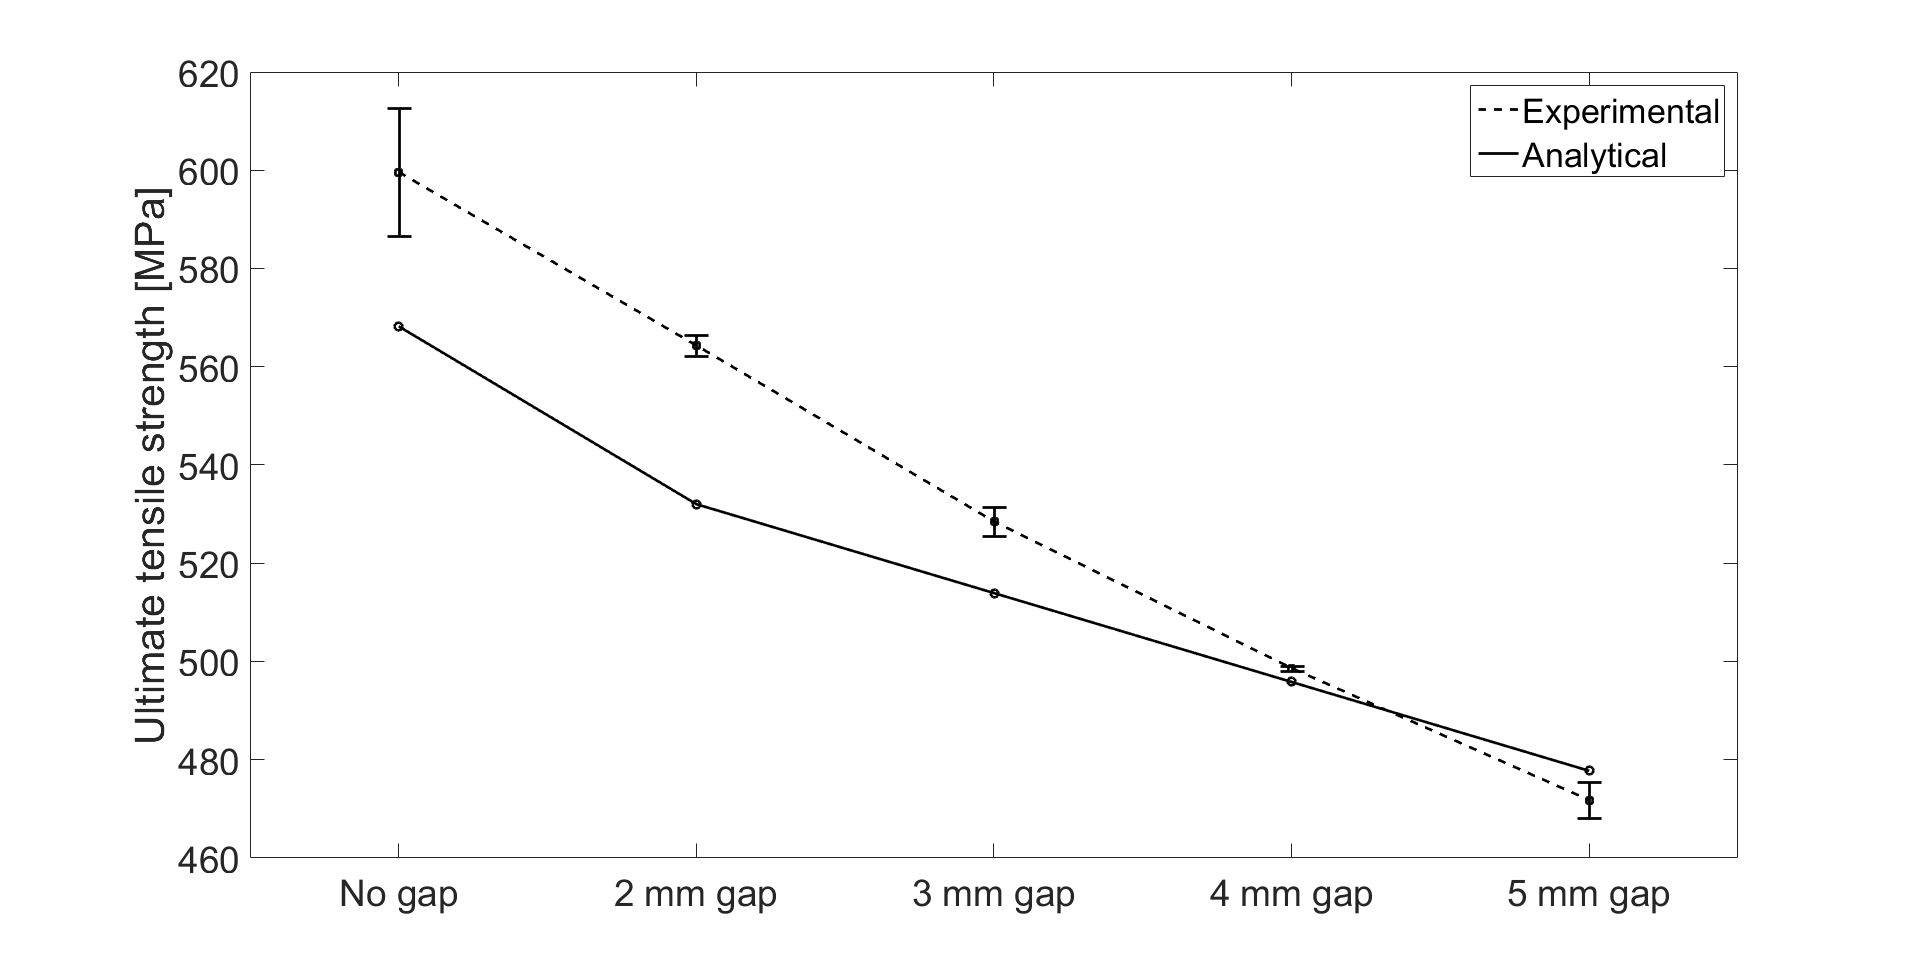 620
600
580
560
540
520
500
480
460
Ultimate tensile strength [MPa]
Experimental
Analytical
No gap
2 mm gap
3 mm gap
4 mm gap
5 mm gap